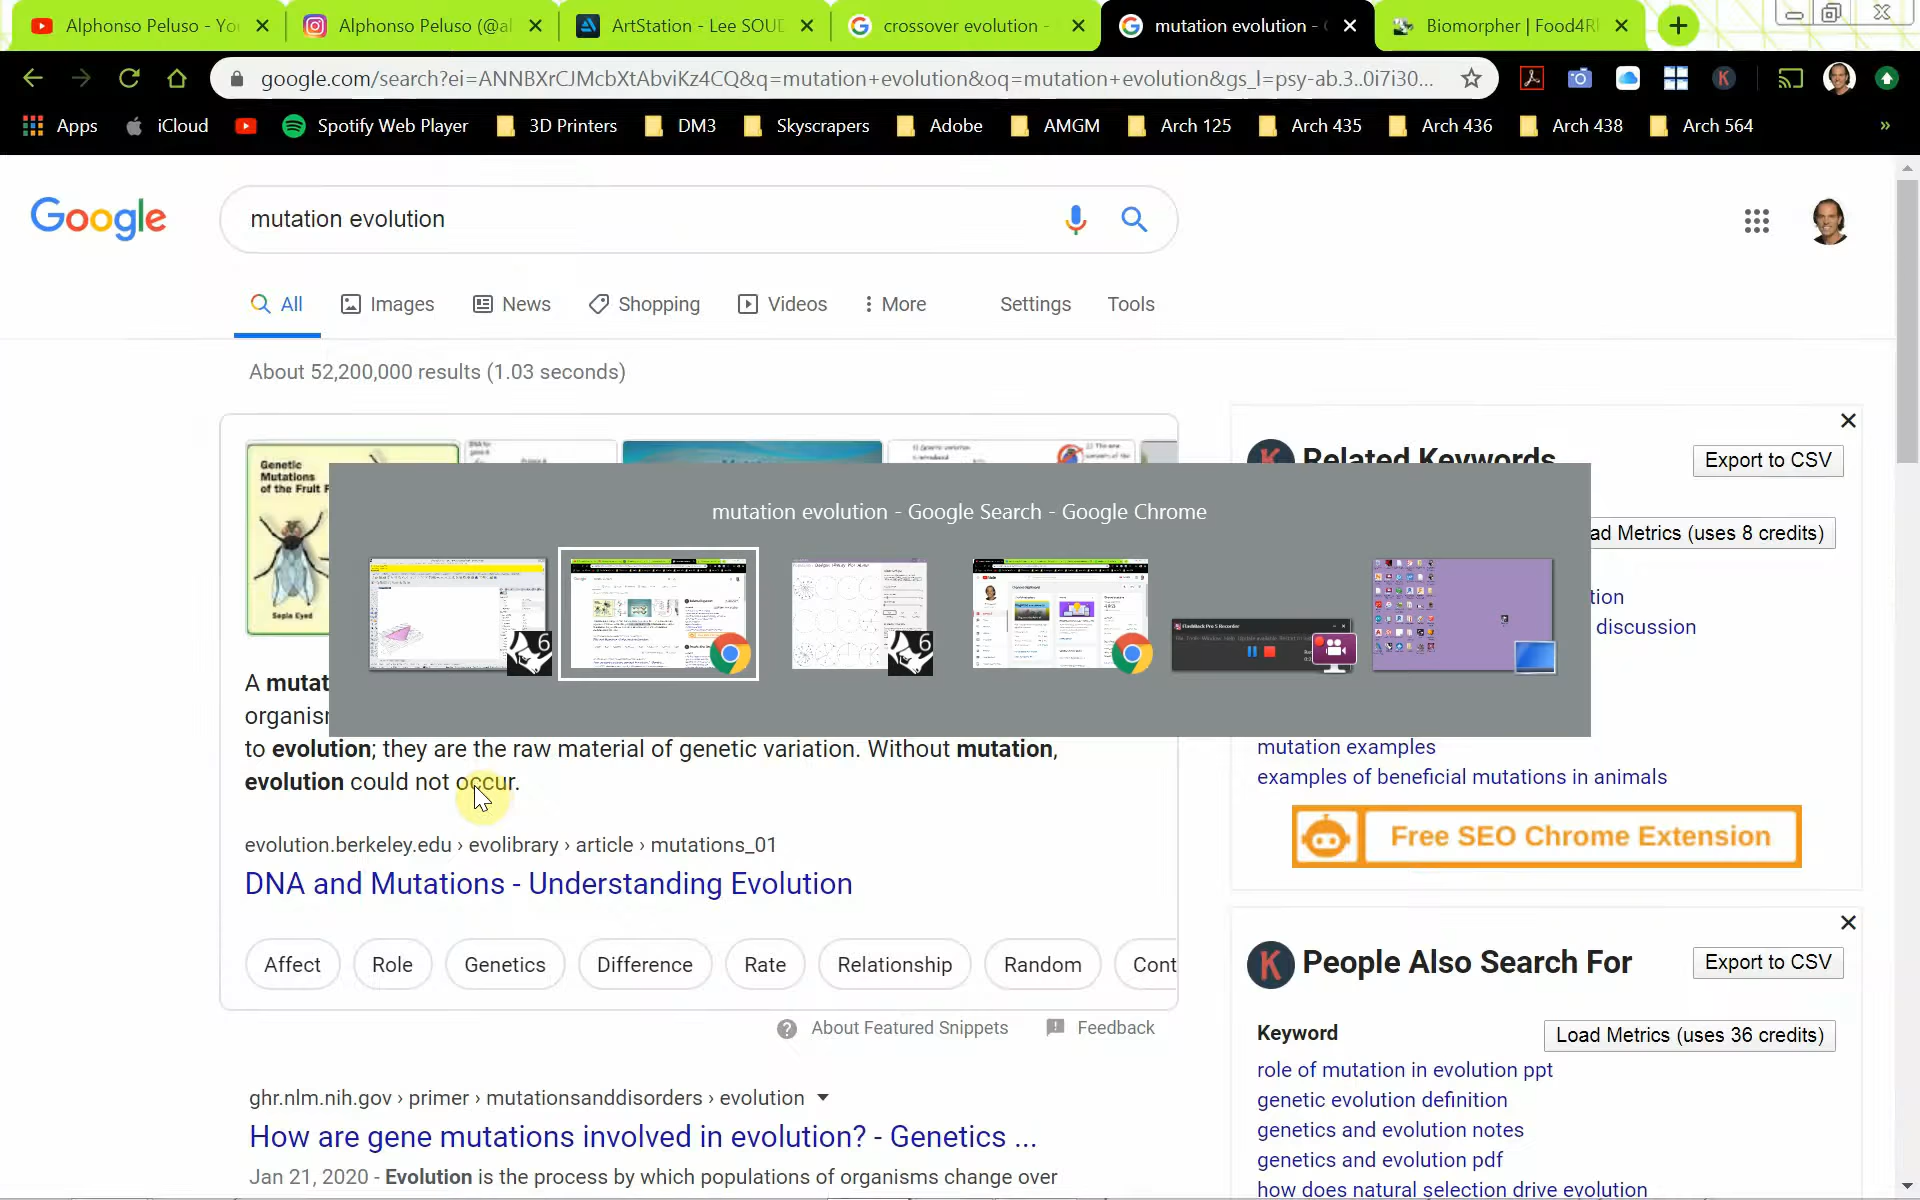 Alphonso Peluso - Yo
Alphonso Peluso (@al
ArtStation - Lee SOUD
crossover evolution -
mutation evolution -
Biomorpher | Food4Rh
google.com/search?ei=ANNBXrCJMcbXtAbviKz4CQ&q=mutation+evolution&oq=mutation+evolution&gs_l=psy-ab.3..0i7i30...
Apps
iCloud
Spotify Web Player
3D Printers
DM3
Skyscrapers
Adobe
AMGM
Arch 125
Arch 435
Arch 436
Arch 438
Arch 564
»
Google
mutation evolution
All
Images
News
Shopping
Videos
More
Settings
Tools
About 52,200,000 results (1.03 seconds)
Genetic
Mutations
of the Fruit F
Sepia Eyed
Related Keywords
Export to CSV
ad Metrics (uses 8 credits)
mutation evolution - Google Search - Google Chrome
tion
discussion
A mutat
organisr
to evolution; they are the raw material of genetic variation. Without mutation,
evolution could not occur.
mutation examples
examples of beneficial mutations in animals
Free SEO Chrome Extension
evolution.berkeley.edu › evolibrary › article › mutations_01
DNA and Mutations - Understanding Evolution
Affect
Role
Genetics
Difference
Rate
Relationship
Random
Cont
About Featured Snippets
Feedback
People Also Search For
Export to CSV
Keyword
Load Metrics (uses 36 credits)
role of mutation in evolution ppt
genetic evolution definition
genetics and evolution notes
genetics and evolution pdf
how does natural selection drive evolution
ghr.nlm.nih.gov › primer › mutationsanddisorders › evolution
How are gene mutations involved in evolution? - Genetics ...
Jan 21, 2020 - Evolution is the process by which populations of organisms change over